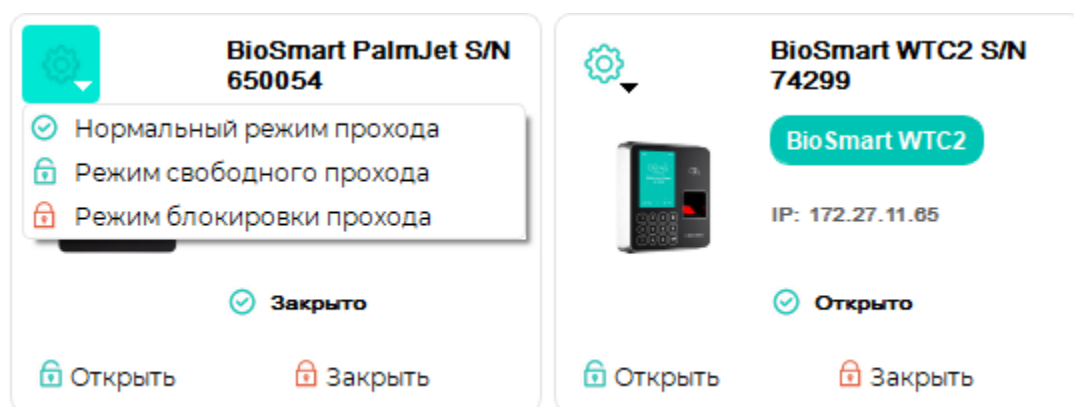 BioSmart PalmJet S/N
650054
Нормальный режим прохода
Режим свободного прохода
Режим блокировки прохода
Закрыто
Открыть
Закрыть
BioSmart WTC2 S/N
74299
BioSmart WTC2
IP: 172.27.11.65
Открыто
Открыть
Закрыть